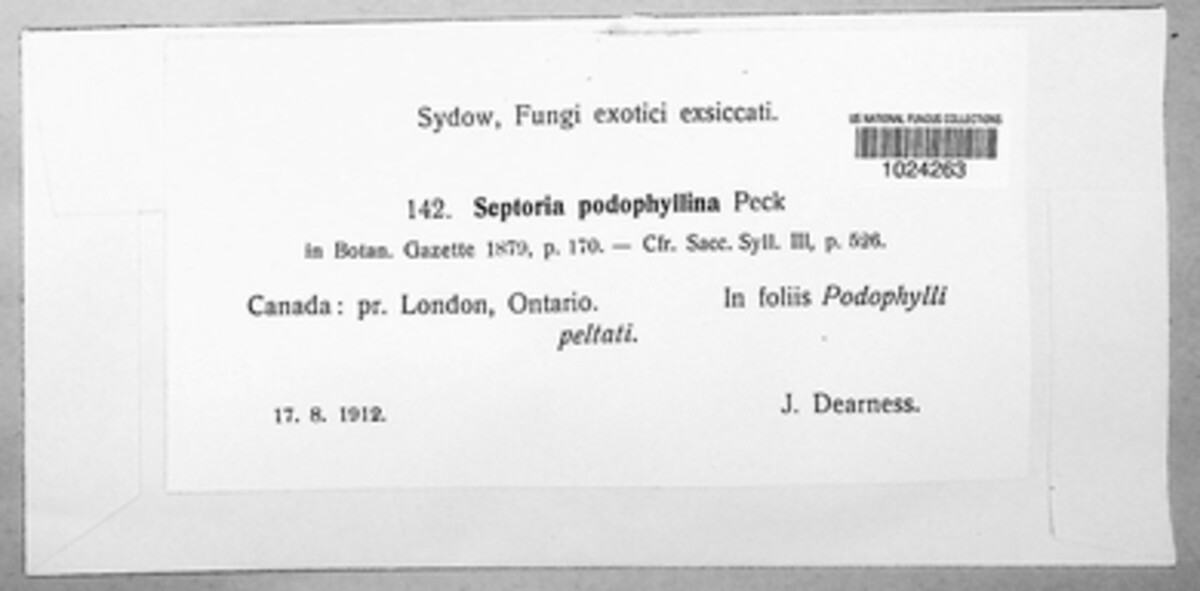 Sydow, Fungi exotici exsiccati.
US NATIONAL FUNGUS COLLECTIONS
1024263
142. Septoria podophyllina Peck
in Botan. Gazette 1879, p. 170. — Cfr. Sacc. Syll. III, p. 526.
Canada: pr. London, Ontario. In foliis Podophylli
peltati.
17. 8. 1912. J. Dearness.